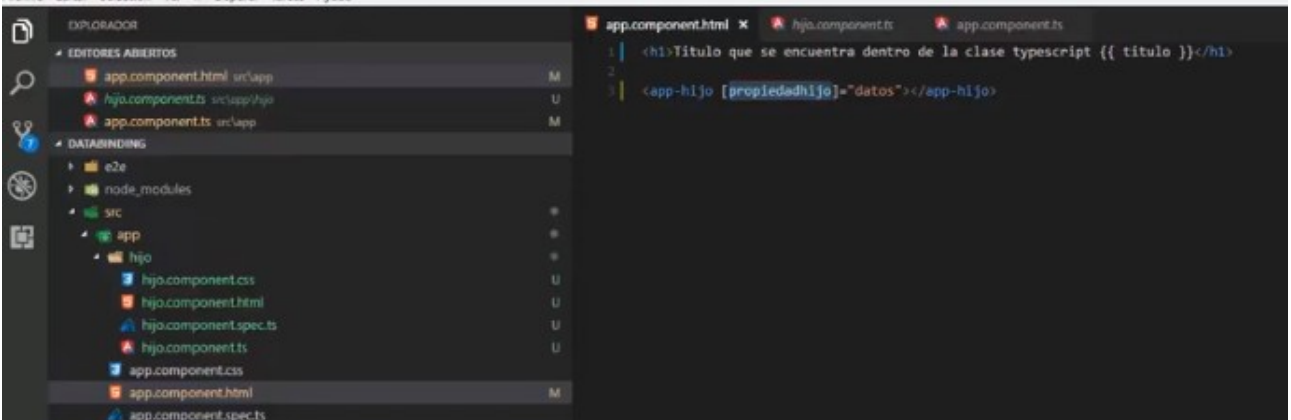 EXPLORADOR
EDITORES ABIERTOS
app.component.html src\app M
hijo.component.ts src\app\hijo U
app.component.ts src\app M
7
DATABINDING
e2e
node_modules
src
app
hijo
hijo.component.css U
hijo.component.html U
hijo.component.spec.ts U
hijo.component.ts U
app.component.css
app.component.html M
app.component.spec.ts
app.component.html × hijo.component.ts app.component.ts
1 <h1>Titulo que se encuentra dentro de la clase typescript {{ titulo }}</h1>
2
3 <app-hijo [propiedadhijo]="datos"></app-hijo>